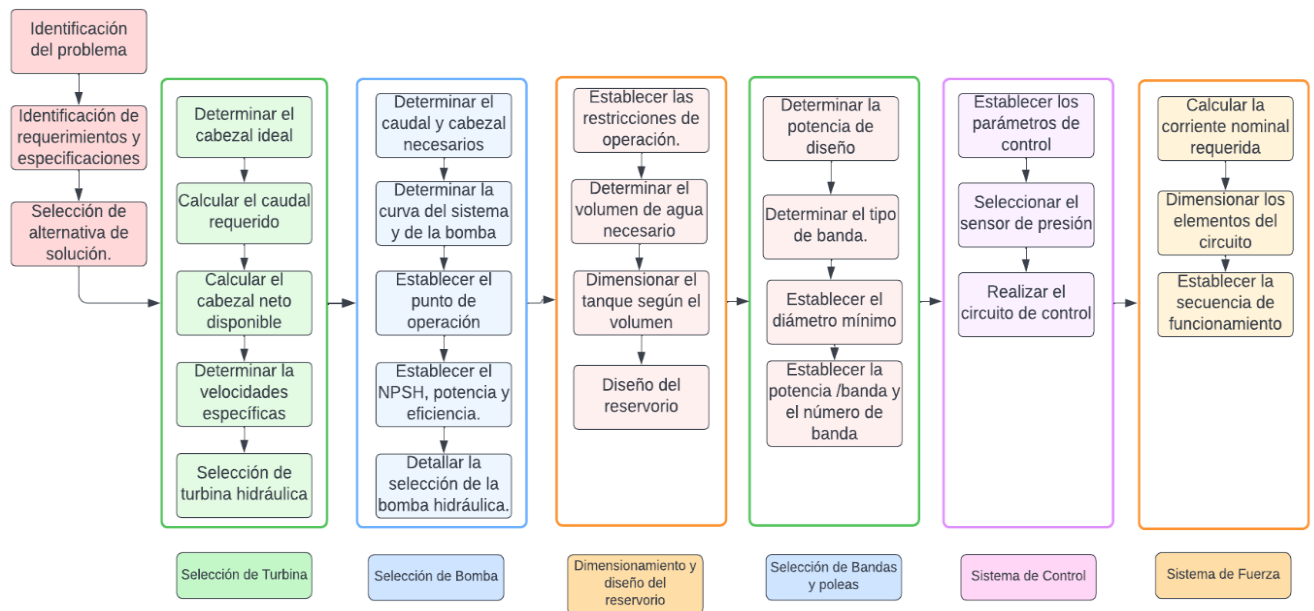 Identificación
del problema
Identificación de
requerimientos y
especificaciones
Selección de
alternativa de
solución.
Determinar el
cabezal ideal
Calcular el caudal
requerido
Calcular el
cabezal neto
disponible
Determinar la
velocidades
específicas
Selección de
turbina hidráulica
Selección de Turbina
Determinar el
caudal y cabezal
necesarios
Determinar la
curva del sistema
y de la bomba
Establecer el
punto de
operación
Establecer el
NPSH, potencia y
eficiencia.
Detallar la
selección de la
bomba hidráulica.
Selección de Bomba
Establecer las
restricciones de
operación.
Determinar el
volumen de agua
necesario
Dimensionar el
tanque según el
volumen
Diseño del
reservorio
Dimensionamiento y
diseño del
reservorio
Determinar la
potencia de
diseño
Determinar el tipo
de banda.
Establecer el
diámetro mínimo
Establecer la
potencia /banda y
el número de
banda
Selección de Bandas
y poleas
Establecer los
parámetros de
control
Seleccionar el
sensor de presión
Realizar el
circuito de control
Sistema de Control
Calcular la
corriente nominal
requerida
Dimensionar los
elementos del
circuito
Establecer la
secuencia de
funcionamiento
Sistema de Fuerza